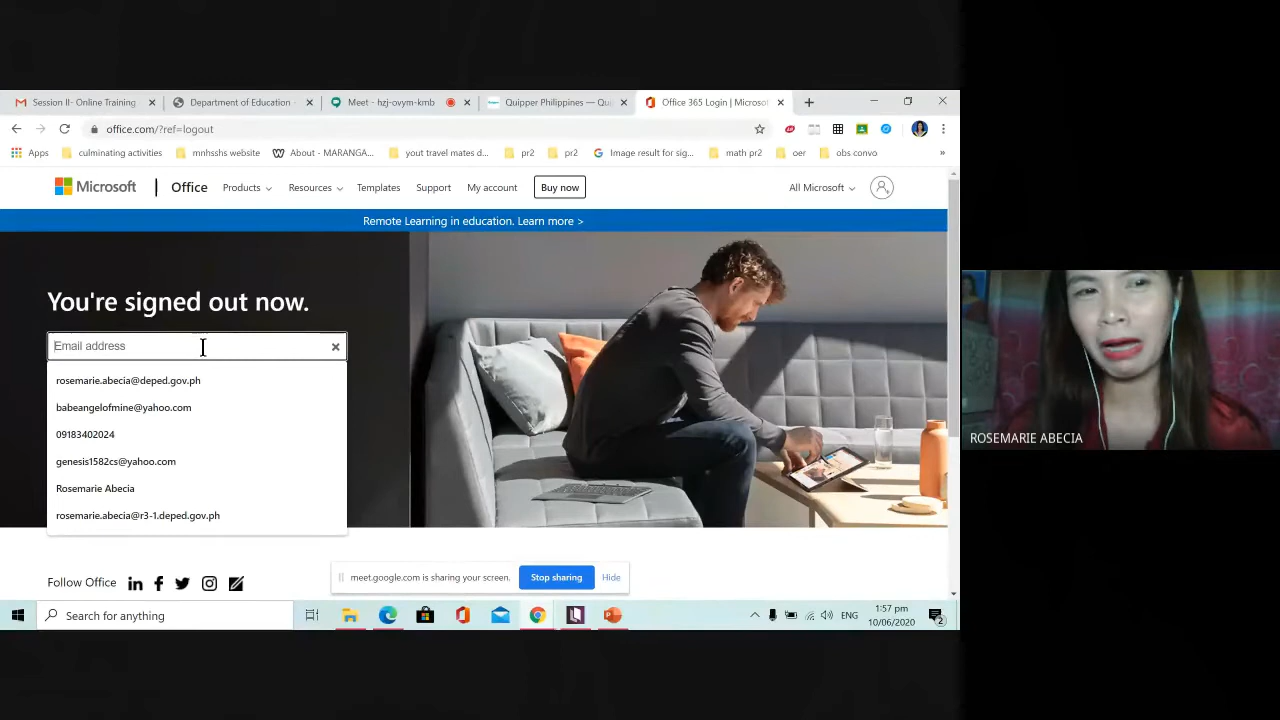 Session II- Online Training
Department of Education -
Meet - hzj-ovym-kmb
Quipper Philippines — Qui
Office 365 Login | Microsoft
office.com/?ref=logout
Apps
culminating activities
mnhsshs website
About - MARANGA...
yout travel mates d...
pr2
pr2
Image result for sig...
math pr2
oer
obs convo
Microsoft
Office
Products
Resources
Templates
Support
My account
Buy now
All Microsoft
Remote Learning in education. Learn more >
You're signed out now.
Email address
rosemarie.abecia@deped.gov.ph
babeangelofmine@yahoo.com
09183402024
genesis1582cs@yahoo.com
Rosemarie Abecia
rosemarie.abecia@r3-1.deped.gov.ph
ROSEMARIE ABECIA
Follow Office
meet.google.com is sharing your screen.
Stop sharing
Hide
Search for anything
ENG
1:57 pm
10/06/2020
2